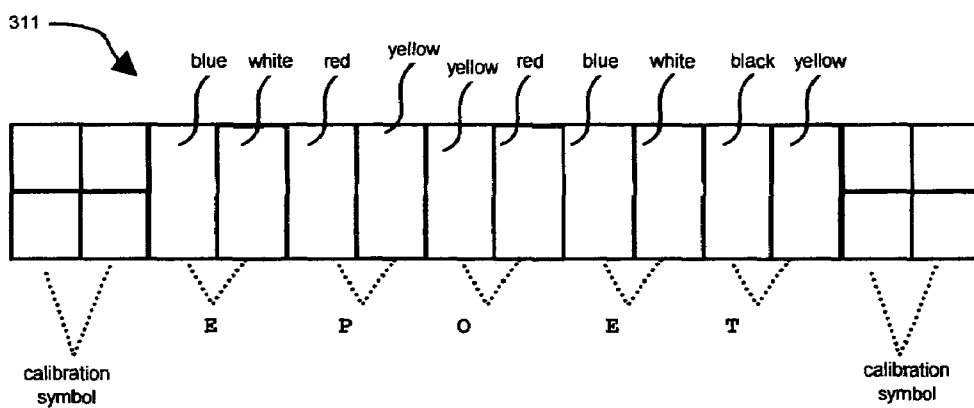 311
blue white red yellow yellow red blue white black yellow
E P O E T
calibration symbol
calibration symbol